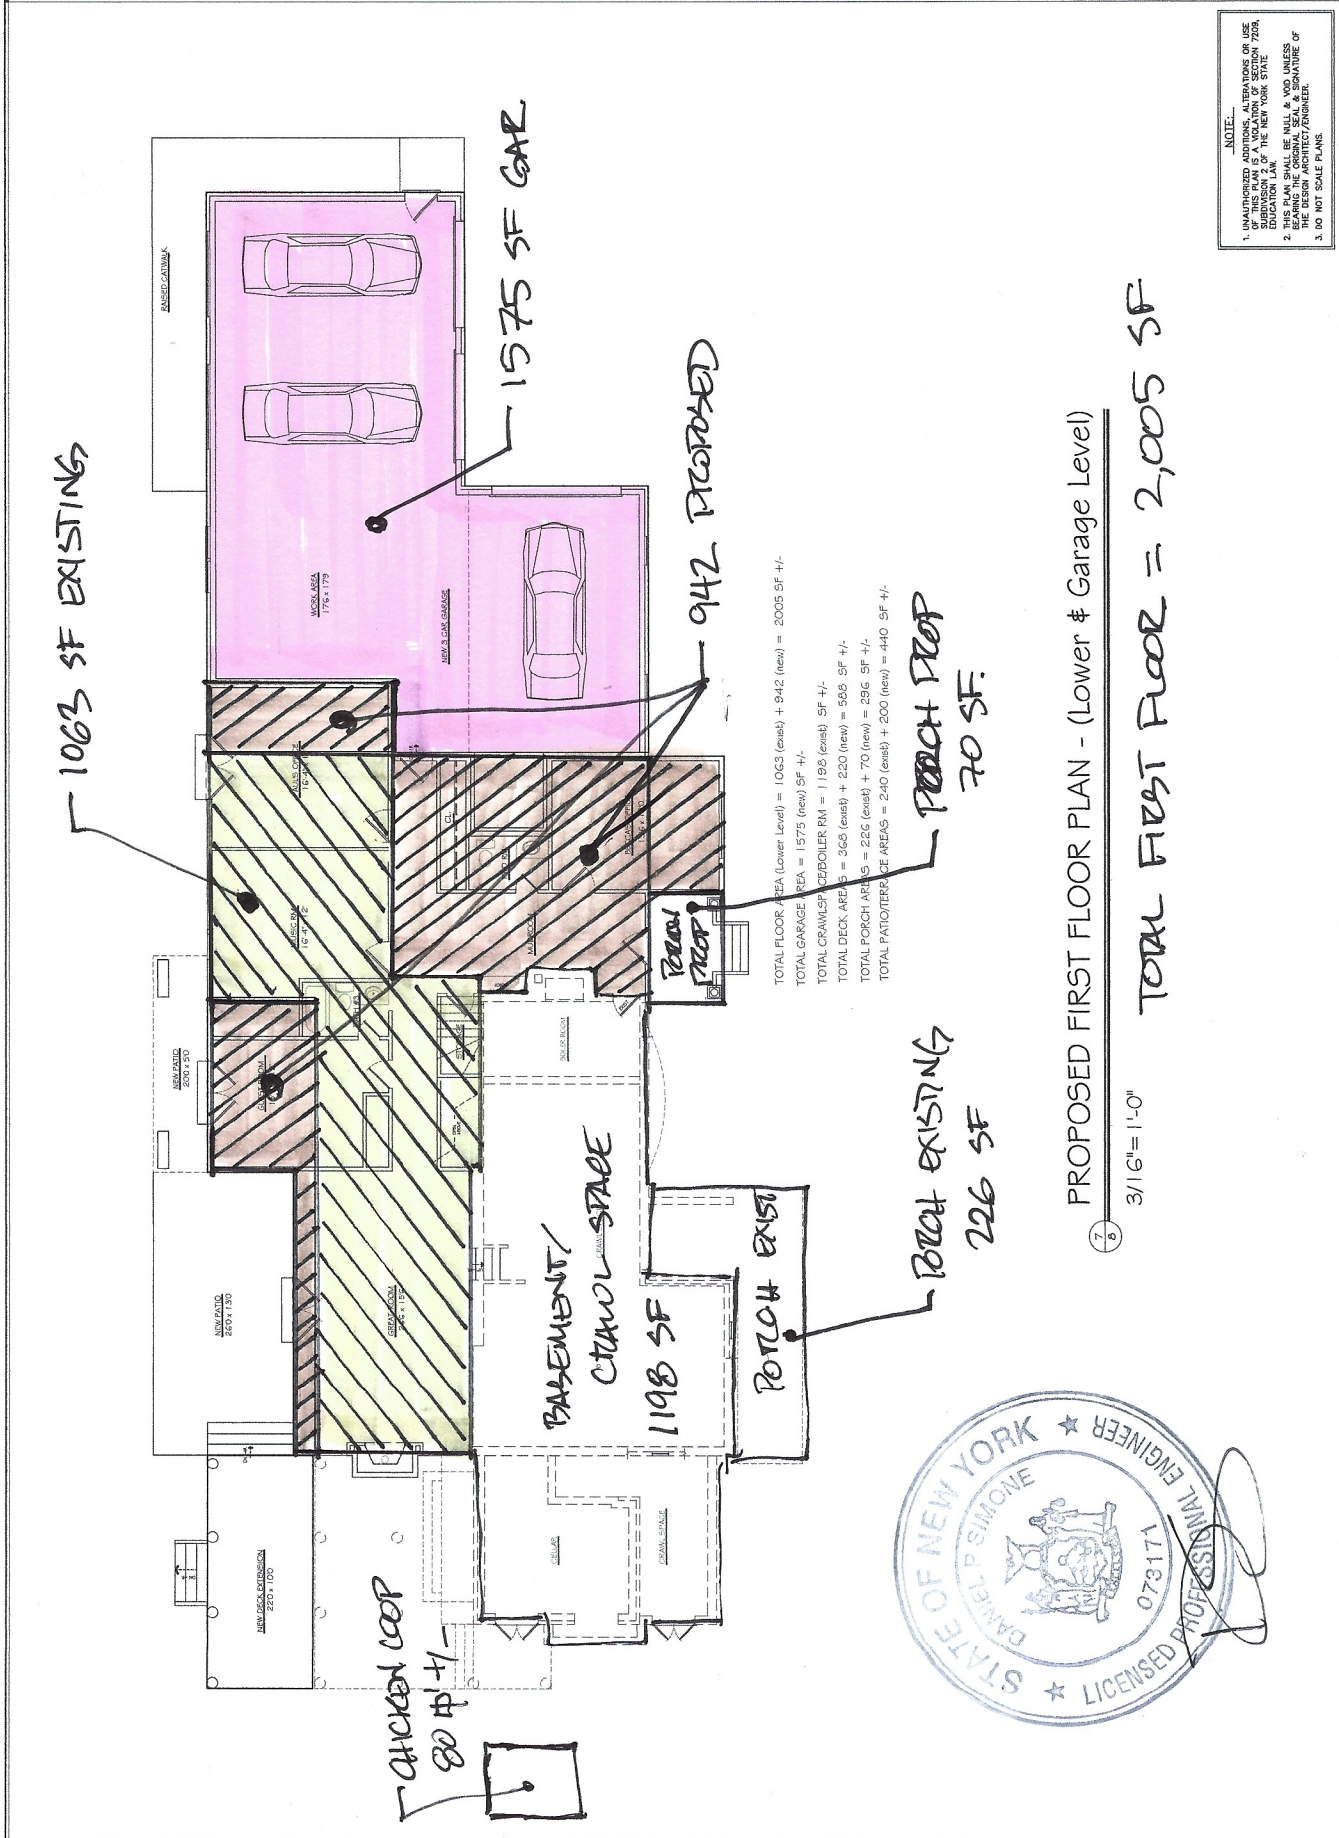 1063 SF EXISTING
1575 SF GAR.
942 PROPOSED
PORCH PROP
70 SF.
PORCH EXISTING
226 SF
CHICKEN COOP
BASEMENT/
CRAWL SPACE
1198 SF
PORCH EXIST
PORCH
PROP
RAISED CATWALK
WORK AREA
NEW 3 CAR GARAGE
MUSIC RM
CL
MUDROOM
STORAGE
BOILER ROOM
NEW PATIO
GREAT ROOM
NEW PATIO
NEW DECK EXTENSION
CELLAR
CRAWL SPACE
TOTAL FLOOR AREA (Lower Level) = 1063 (exist) + 942 (new) = 2005 SF +/-
TOTAL GARAGE AREA = 1575 (new) SF +/-
TOTAL CRAWLSPACE/BOILER RM = 1198 (exist) SF +/-
TOTAL DECK AREAS = 368 (exist) + 220 (new) = 588 SF +/-
TOTAL PORCH AREAS = 226 (exist) + 70 (new) = 296 SF +/-
TOTAL PATIO/TERRACE AREAS = 240 (exist) + 200 (new) = 440 SF +/-
7
8
PROPOSED FIRST FLOOR PLAN - (Lower & Garage Level)
3/16"=1'-0"
TOTAL FIRST FLOOR = 2,005 SF
STATE OF NEW YORK
DANIEL P SIMONE
073171
LICENSED PROFESSIONAL ENGINEER
NOTE:
1. UNAUTHORIZED ADDITIONS, ALTERATIONS OR USE
OF THIS PLAN IS A VIOLATION OF SECTION 7209,
SUBDIVISION 2 OF THE NEW YORK STATE
EDUCATION LAW.
2. THIS PLAN SHALL BE NULL & VOID UNLESS
BEARING THE ORIGINAL SEAL & SIGNATURE OF
THE DESIGN ARCHITECT/ENGINEER.
3. DO NOT SCALE PLANS.